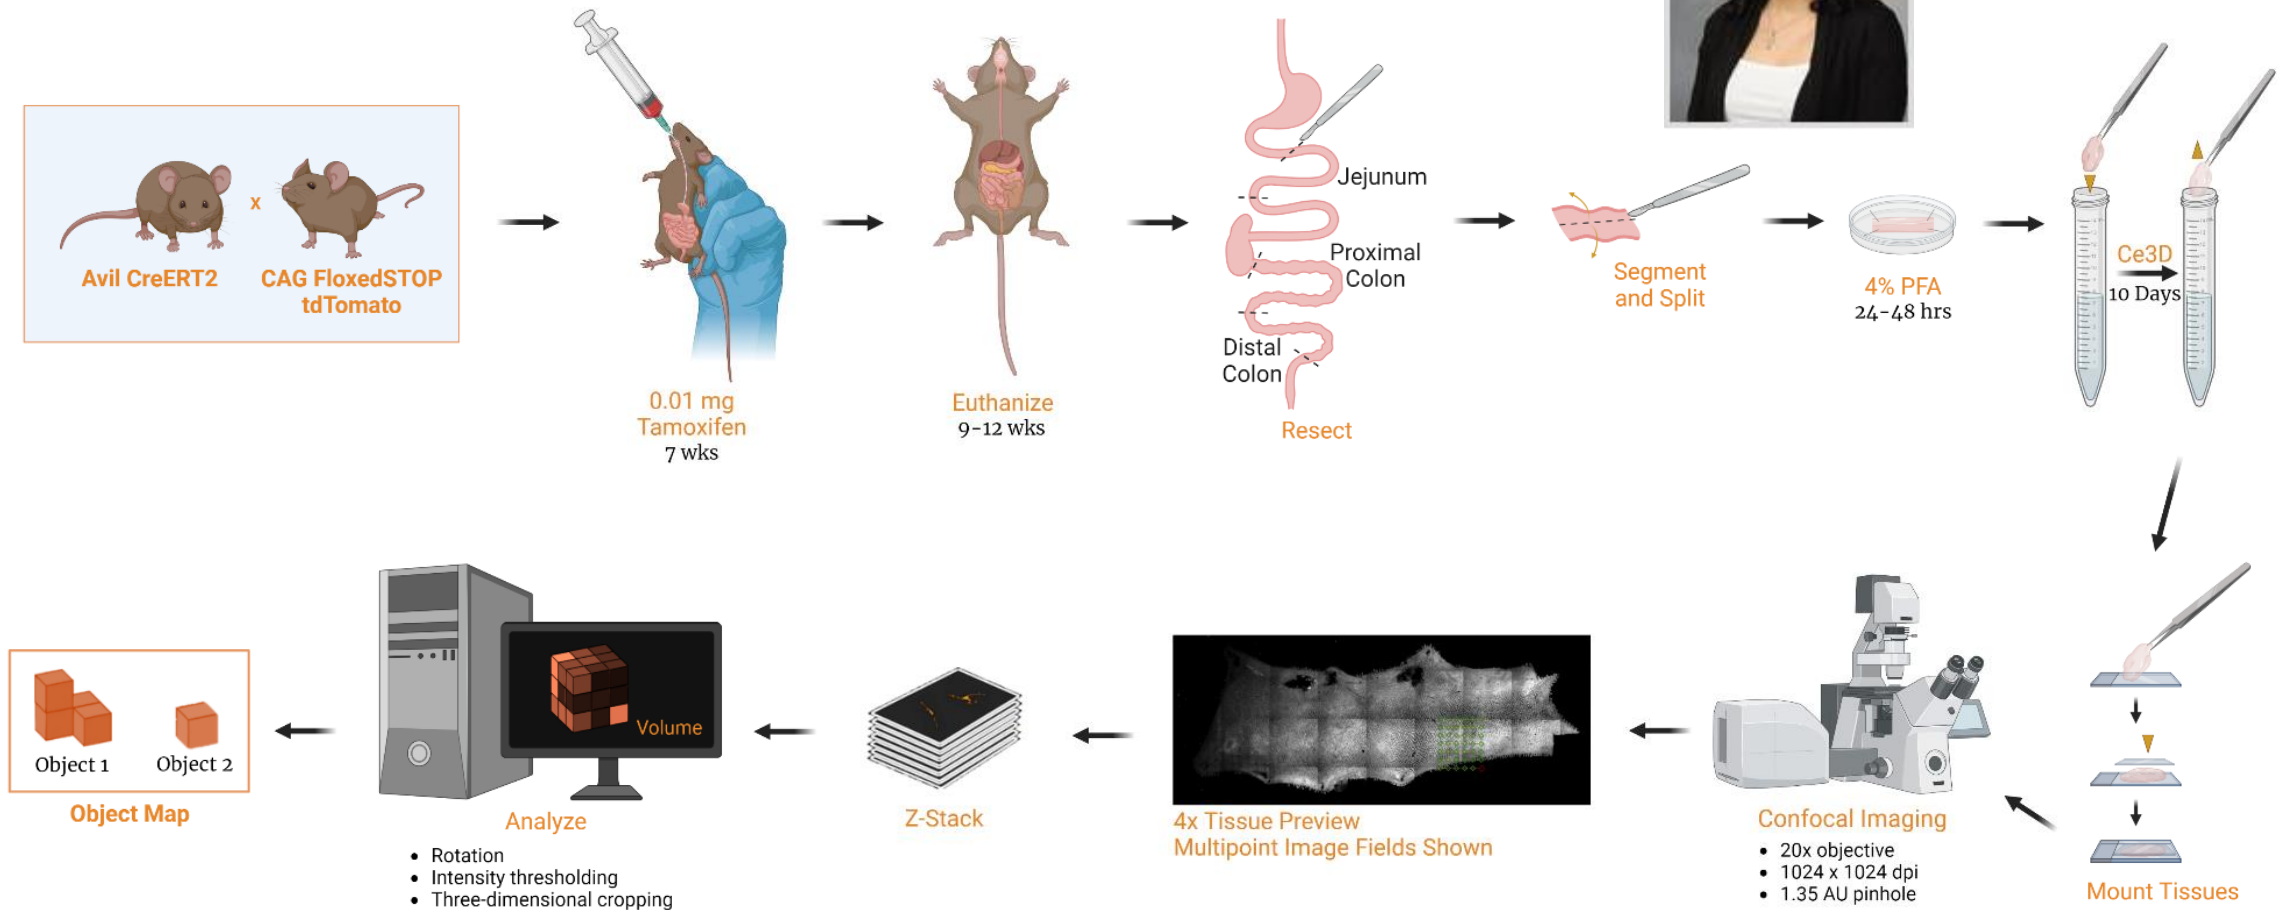 Avil CreERT2
x
CAG FloxedSTOP
tdTomato
0.01 mg
Tamoxifen
7 wks
Euthanize
9-12 wks
Jejunum
Proximal
Colon
Distal
Colon
Resect
Segment
and Split
4% PFA
24-48 hrs
Ce3D
10 Days
Mount Tissues
Confocal Imaging
• 20x objective
• 1024 x 1024 dpi
• 1.35 AU pinhole
4x Tissue Preview
Multipoint Image Fields Shown
Z-Stack
Volume
Analyze
• Rotation
• Intensity thresholding
• Three-dimensional cropping
Object 1
Object 2
Object Map